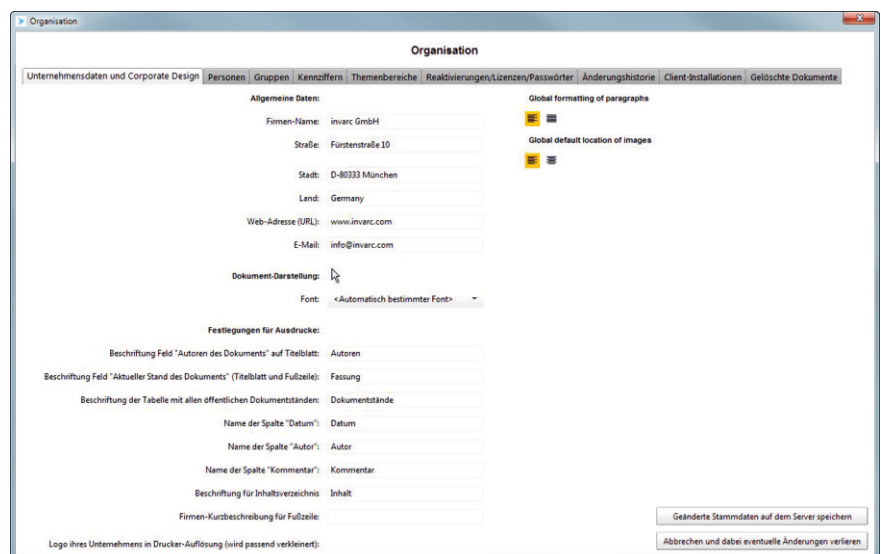 Organisation
Organisation
Unternehmensdaten und Corporate Design Personen Gruppen Kennziffern Themenbereiche Reaktivierungen/Lizenzen/Passwörter Änderungshistorie Client-Installationen Gelöschte Dokumente
Allgemeine Daten:
Firmen-Name: invarc GmbH
Straße: Fürstenstraße 10
Stadt: D-80333 München
Land: Germany
Web-Adresse (URL): www.invarc.com
E-Mail: info@invarc.com
Dokument-Darstellung:
Font: <Automatisch bestimmter Font>
Festlegungen für Ausdrucke:
Beschriftung Feld "Autoren des Dokuments" auf Titelblatt: Autoren
Beschriftung Feld "Aktueller Stand des Dokuments" (Titelblatt und Fußzeile): Fassung
Beschriftung der Tabelle mit allen öffentlichen Dokumentständen: Dokumentstände
Name der Spalte "Datum": Datum
Name der Spalte "Autor": Autor
Name der Spalte "Kommentar": Kommentar
Beschriftung für Inhaltsverzeichnis Inhalt
Firmen-Kurzbeschreibung für Fußzeile:
Logo ihres Unternehmens in Drucker-Auflösung (wird passend verkleinert):
Global formatting of paragraphs
Global default location of images
Geänderte Stammdaten auf dem Server speichern
Abbrechen und dabei eventuelle Änderungen verlieren